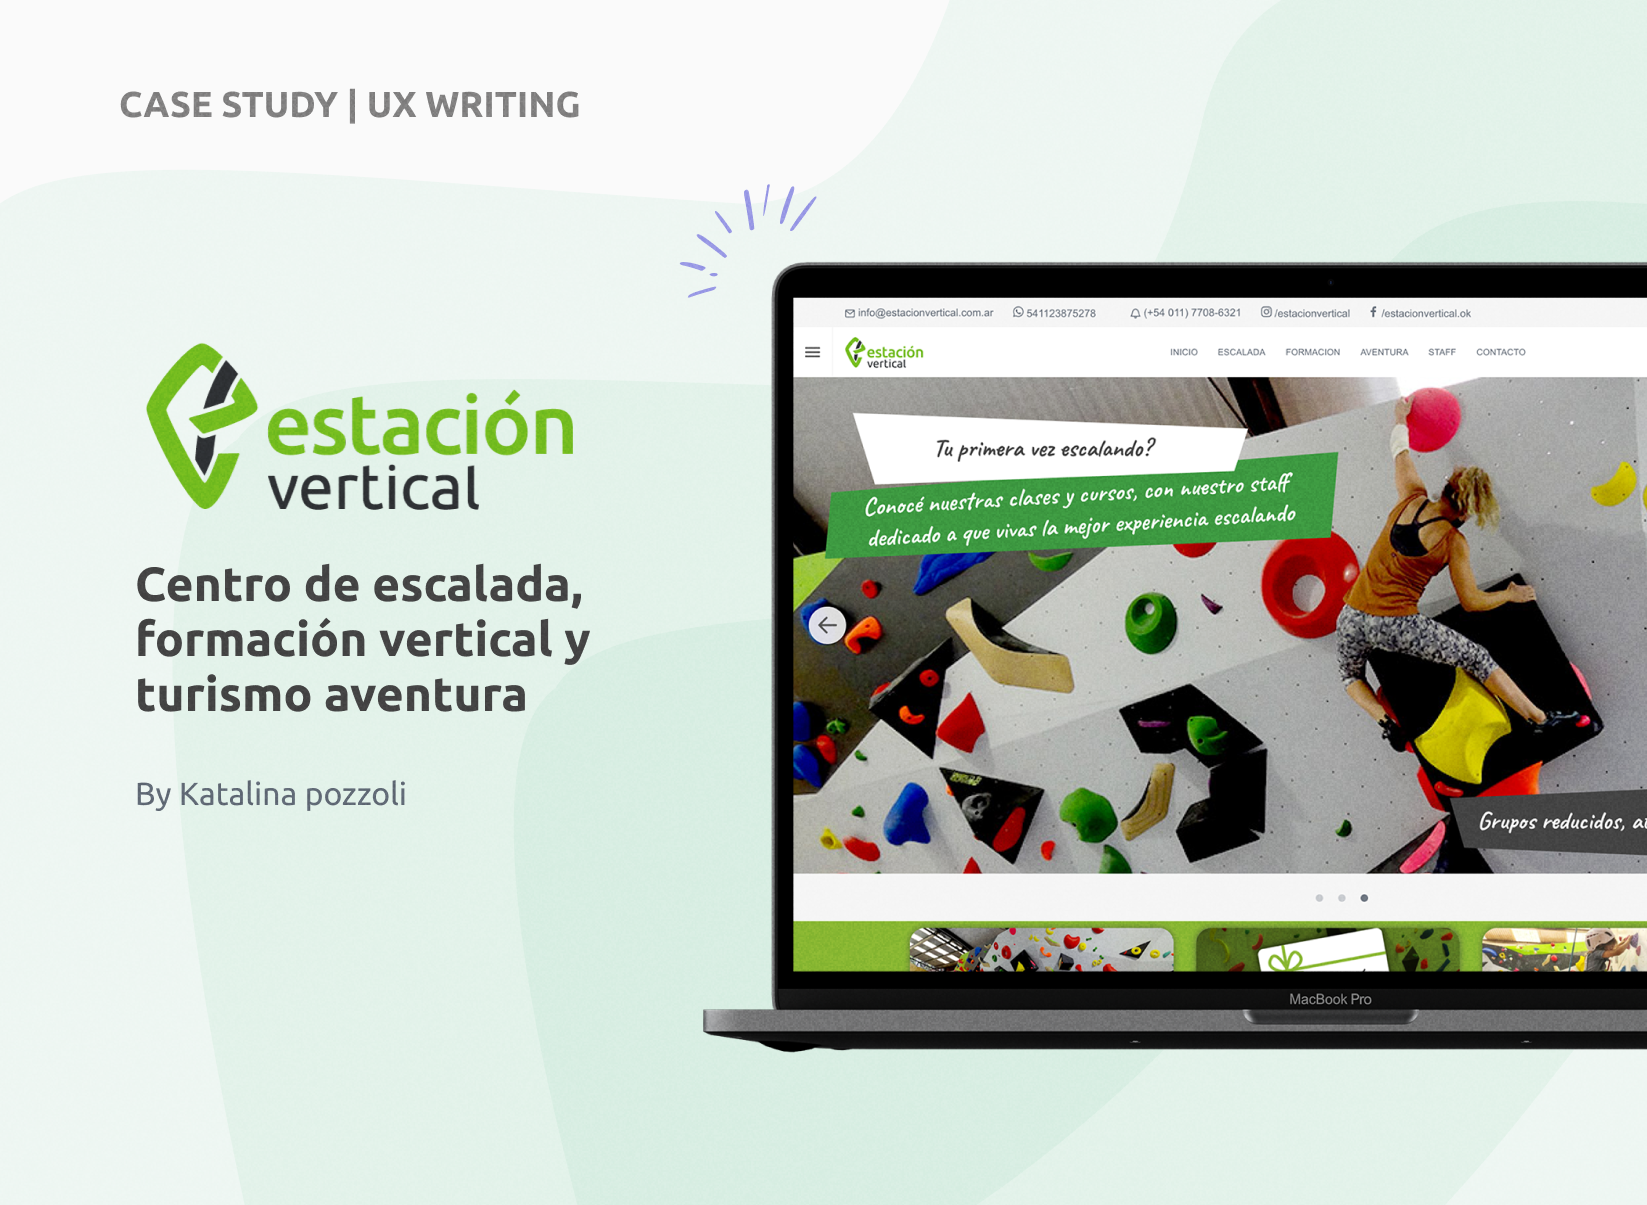 CASE STUDY | UX WRITING
estación
vertical
Centro de escalada,
formación vertical y
turismo aventura
By Katalina pozzoli
info@estacionvertical.com.ar 541123875278 (+54 011) 7708-6321 /estacionvertical /estacionvertical.ok
estación
vertical
INICIO ESCALADA FORMACION AVENTURA STAFF CONTACTO
Tu primera vez escalando?
Conocé nuestras clases y cursos, con nuestro staff
dedicado a que vivas la mejor experiencia escalando
Grupos reducidos,
MacBook Pro